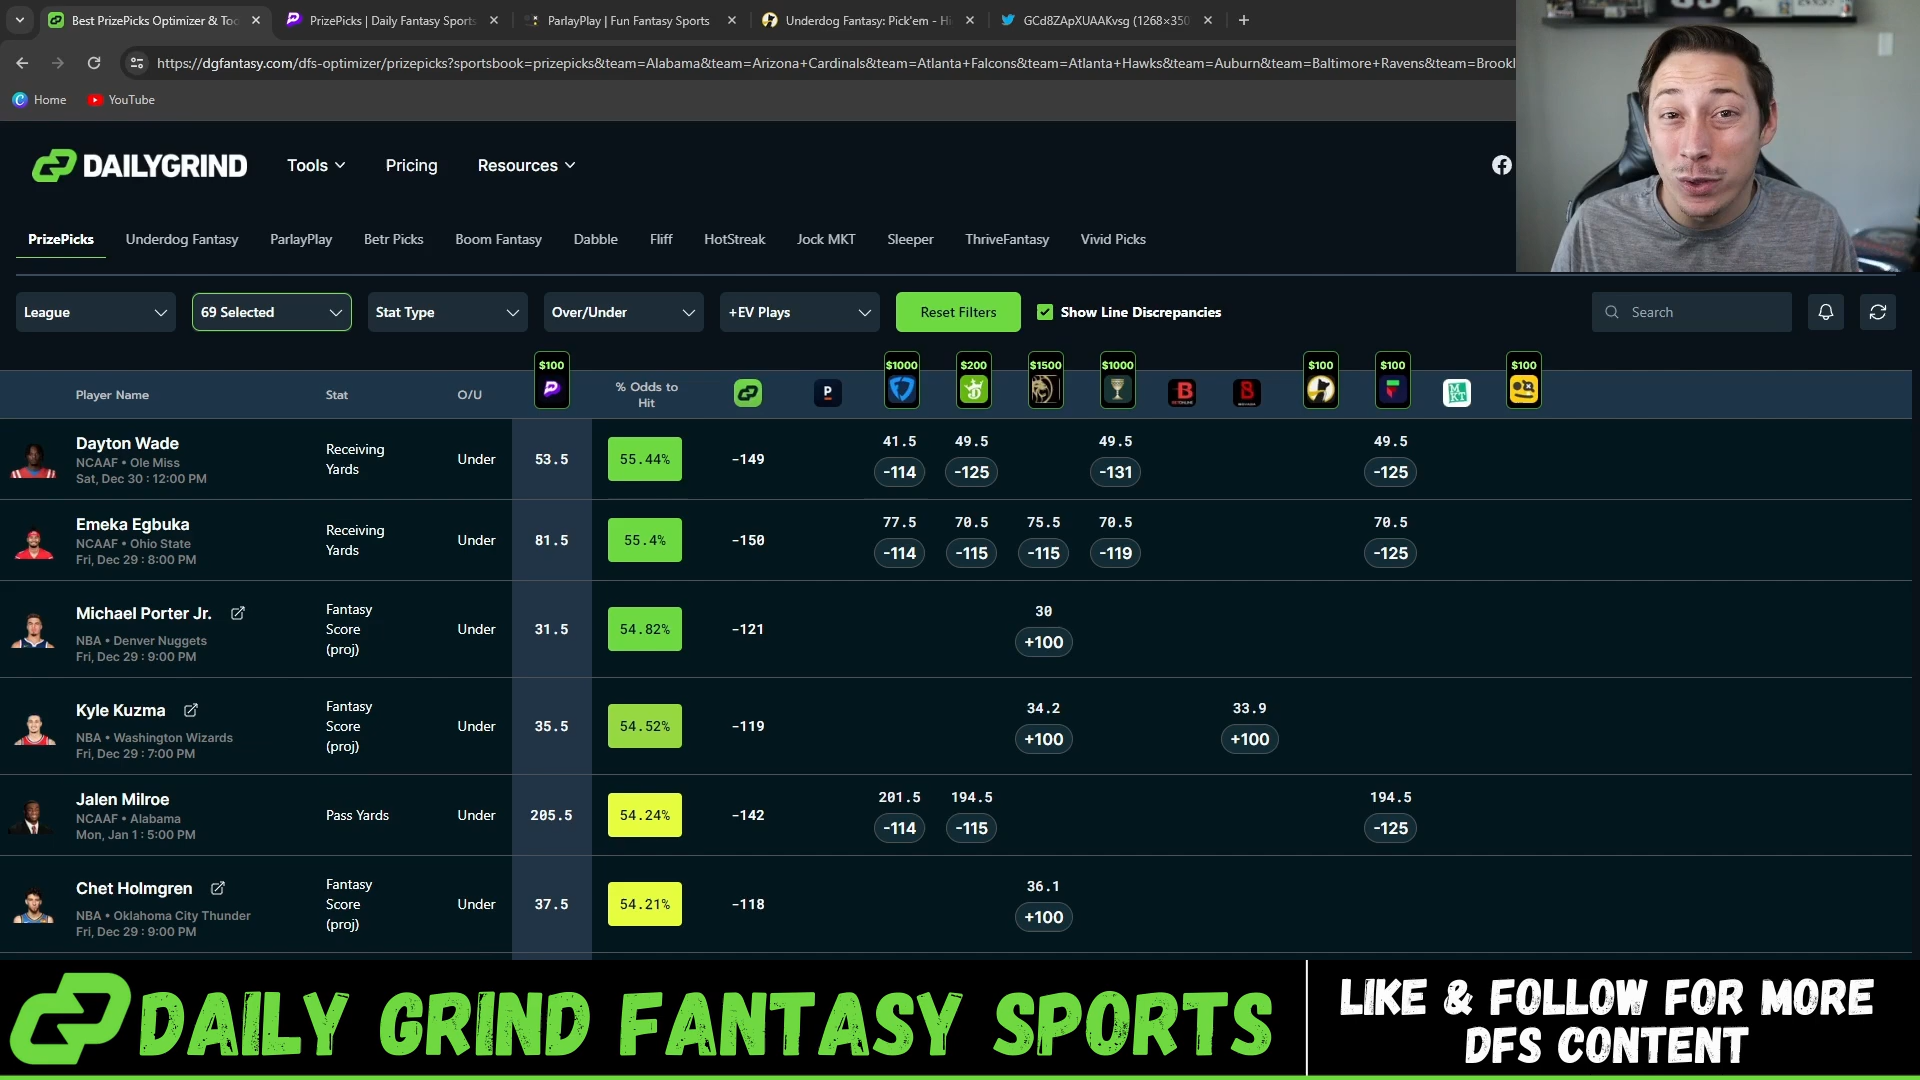 Best PrizePicks Optimizer & Too
PrizePicks | Daily Fantasy Sports
ParlayPlay | Fun Fantasy Sports
Underdog Fantasy: Pick'em - Hi
GCd8ZApXUAAKvsg (1268×350
https://dgfantasy.com/dfs-optimizer/prizepicks?sportsbook=prizepicks&team=Alabama&team=Arizona+Cardinals&team=Atlanta+Falcons&team=Atlanta+Hawks&team=Auburn&team=Baltimore+Ravens&team=Brookl
Home YouTube
DAILYGRIND Tools Pricing Resources
PrizePicks Underdog Fantasy ParlayPlay Betr Picks Boom Fantasy Dabble Fliff HotStreak Jock MKT Sleeper ThriveFantasy Vivid Picks
League 69 Selected Stat Type Over/Under +EV Plays Reset Filters Show Line Discrepancies Search
$100 $1000 $200 $1500 $1000 $100 $100 $100
Player Name Stat O/U % Odds to
Hit
Dayton Wade
NCAAF • Ole Miss
Sat, Dec 30 : 12:00 PM
Receiving
Yards
Under 53.5 55.44% -149
41.5 49.5 49.5 49.5
-114 -125 -131 -125
Emeka Egbuka
NCAAF • Ohio State
Fri, Dec 29 : 8:00 PM
Receiving
Yards
Under 81.5 55.4% -150
77.5 70.5 75.5 70.5 70.5
-114 -115 -115 -119 -125
Michael Porter Jr.
NBA • Denver Nuggets
Fri, Dec 29 : 9:00 PM
Fantasy
Score
(proj)
Under 31.5 54.82% -121
30
+100
Kyle Kuzma
NBA • Washington Wizards
Fri, Dec 29 : 7:00 PM
Fantasy
Score
(proj)
Under 35.5 54.52% -119
34.2 33.9
+100 +100
Jalen Milroe
NCAAF • Alabama
Mon, Jan 1 : 5:00 PM
Pass Yards
Under 205.5 54.24% -142
201.5 194.5 194.5
-114 -115 -125
Chet Holmgren
NBA • Oklahoma City Thunder
Fri, Dec 29 : 9:00 PM
Fantasy
Score
(proj)
Under 37.5 54.21% -118
36.1
+100
DAILY GRIND FANTASY SPORTS
LIKE & FOLLOW FOR MORE
DFS CONTENT